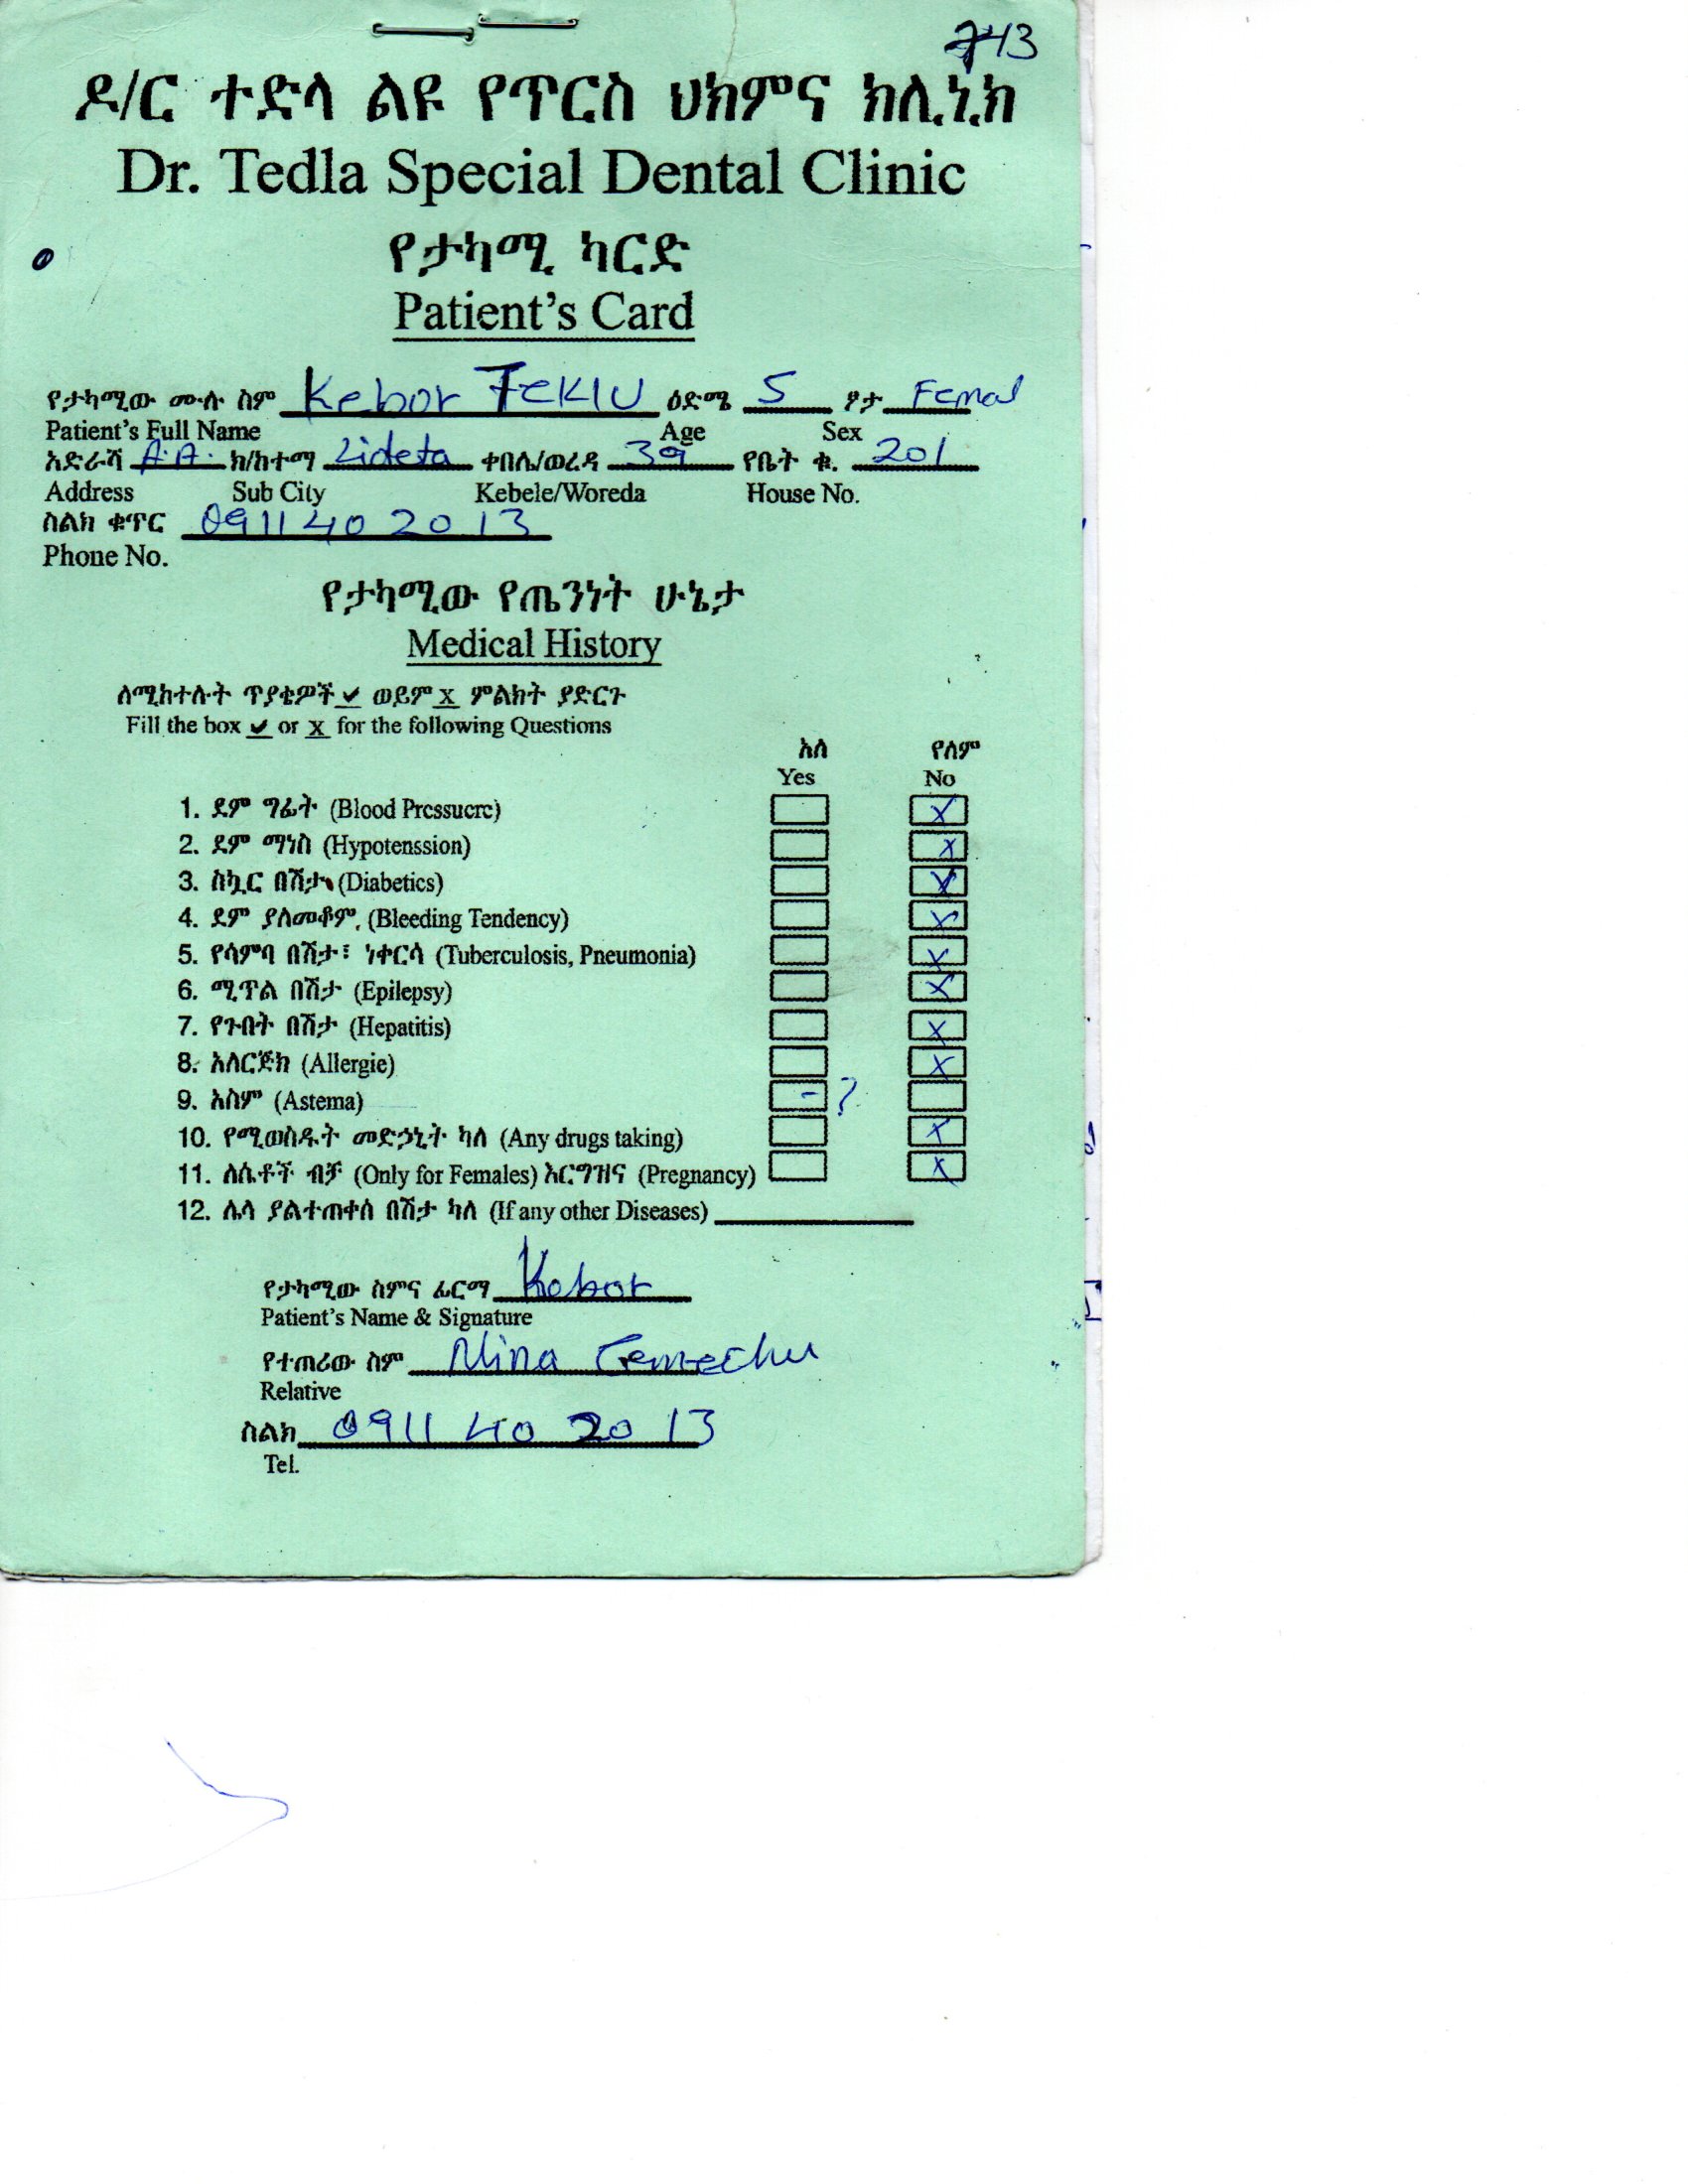 743
ዶ/ር ተድላ ልዩ የጥርስ ህክምና ክሊኒክ
Dr. Tedla Special Dental Clinic
የታካሚ ካርድ
Patient's Card
የታካሚው ሙሉ ስም Kebor Teklu ዕድሜ 5 ፆታ Femal
Patient's Full Name Age Sex
አድራሻ A.A. ክ/ከተማ Lideta ቀበሌ/ወረዳ 39 የቤት ቁ. 201
Address Sub City Kebele/Woreda House No.
ስልክ ቁጥር 0911 40 20 13
Phone No.
የታካሚው የጤንነት ሁኔታ
Medical History
ለሚከተሉት ጥያቄዎች ✔ ወይም x ምልክት ያድርጉ
Fill the box ✔ or x for the following Questions
አለ የለም
Yes No
1. ደም ግፊት (Blood Pressucre) x
2. ደም ማነስ (Hypotenssion) x
3. ስኳር በሽታ (Diabetics) x
4. ደም ያለመቆም (Bleeding Tendency) x
5. የሳምባ በሽታ፣ ነቀርሳ (Tuberculosis, Pneumonia) x
6. ሚጥል በሽታ (Epilepsy) x
7. የጉበት በሽታ (Hepatitis) x
8. አለርጅክ (Allergie) x
9. አስም (Astema) - ?
10. የሚወስዱት መድኃኒት ካለ (Any drugs taking) x
11. ለሴቶች ብቻ (Only for Females) እርግዝና (Pregnancy) x
12. ሌላ ያልተጠቀሰ በሽታ ካለ (If any other Diseases)
የታካሚው ስምና ፊርማ Kebor
Patient's Name & Signature
የተጠሪው ስም Nina Gemechu
Relative
ስልክ 0911 40 20 13
Tel.